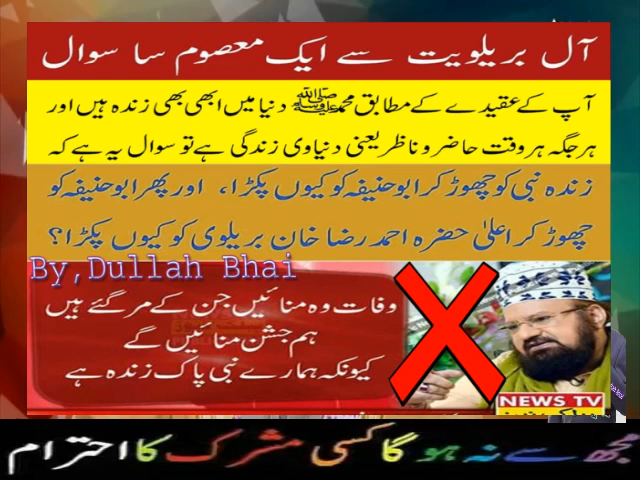 آل بریلویت سے ایک معصوم سا سوال
آپ کے عقیدے کے مطابق محمد ﷺ دنیا میں ابھی بھی زندہ ہیں اور
ہر جگہ ہر وقت حاضر و ناظر یعنی دنیاوی زندگی ہے تو سوال یہ ہے کہ
زندہ نبی کو چھوڑ کر ابو حنیفہ کو کیوں پکڑا، اور پھر ابو حنیفہ کو
چھوڑ کر اعلیٰ حضرہ احمد رضا خان بریلوی کو کیوں پکڑا؟
By,Dullah Bhai
وفات وہ منائیں جن کے مر گئے ہیں
ہم جشن منائیں گے
کیونکہ ہمارے نبی پاک زندہ ہے
NEWS TV
مجھ سے نہ ہو گا کسی مشرک کا احترام